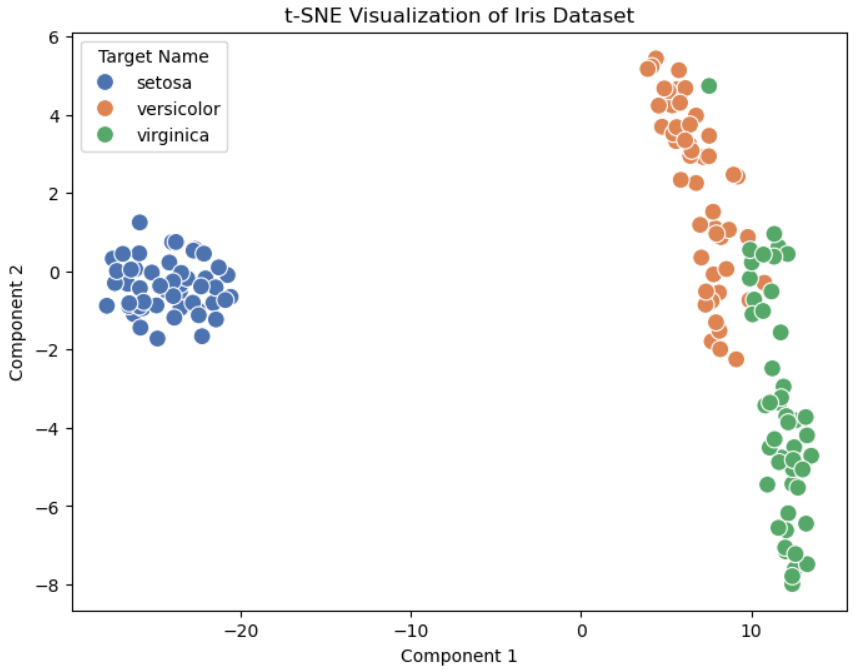 t-SNE Visualization of Iris Dataset
6
4
2
0
−2
−4
−6
−8
Component 2
Target Name
setosa
versicolor
virginica
−20
−10
0
10
Component 1